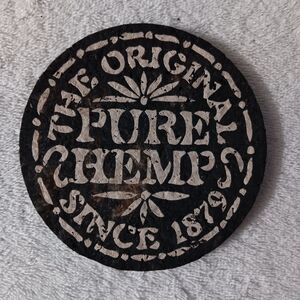 THE ORIGINAL
PURE
HEMP
SINCE 1879